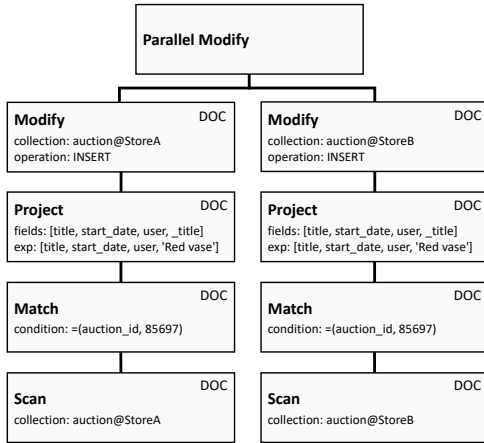 Parallel Modify
Modify DOC
collection: auction@StoreA
operation: INSERT
Project DOC
fields: [title, start_date, user, _title]
exp: [title, start_date, user, 'Red vase']
Match DOC
condition: =(auction_id, 85697)
Scan DOC
collection: auction@StoreA
Modify DOC
collection: auction@StoreB
operation: INSERT
Project DOC
fields: [title, start_date, user, _title]
exp: [title, start_date, user, 'Red vase']
Match DOC
condition: =(auction_id, 85697)
Scan DOC
collection: auction@StoreB